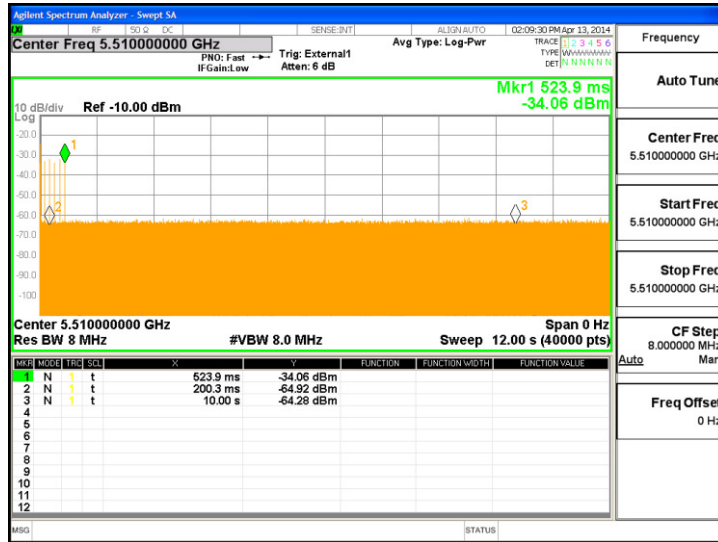 Agilent Spectrum Analyzer - Swept SA
RF 50 Ω DC SENSE:INT ALIGN AUTO 02:09:30 PM Apr 13, 2014
Center Freq 5.510000000 GHz Avg Type: Log-Pwr TRACE 1 2 3 4 5 6
PNO: Fast Trig: External1 TYPE
IFGain:Low Atten: 6 dB DET N N N N N N
Mkr1 523.9 ms
10 dB/div Ref -10.00 dBm -34.06 dBm
Log
-20.0
-30.0
-40.0
-50.0
-60.0
-70.0
-80.0
-90.0
-100
1
2
3
Center 5.510000000 GHz Span 0 Hz
Res BW 8 MHz #VBW 8.0 MHz Sweep 12.00 s (40000 pts)
MKR MODE TRC SCL X Y FUNCTION FUNCTION WIDTH FUNCTION VALUE
1 N 1 t 523.9 ms -34.06 dBm
2 N 1 t 200.3 ms -64.92 dBm
3 N 1 t 10.00 s -64.28 dBm
4
5
6
7
8
9
10
11
12
MSG STATUS
Frequency
Auto Tune
Center Freq
5.510000000 GHz
Start Freq
5.510000000 GHz
Stop Freq
5.510000000 GHz
CF Step
8.000000 MHz
Auto Man
Freq Offset
0 Hz